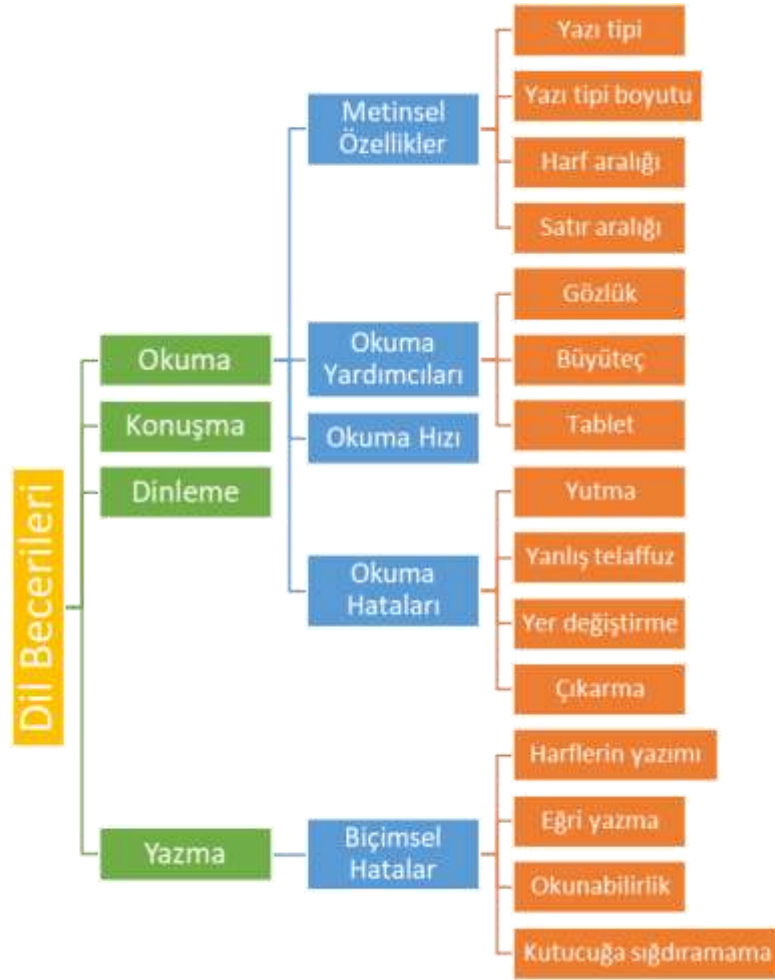 Dil Becerileri
Okuma
Metinsel
Özellikler
Yazı tipi
Yazı tipi boyutu
Harf aralığı
Satır aralığı
Okuma
Yardımcıları
Gözlük
Büyüteç
Tablet
Okuma Hızı
Okuma
Hataları
Yutma
Yanlış telaffuz
Yer değiştirme
Çıkarma
Konuşma
Dinleme
Yazma
Biçimsel
Hatalar
Harflerin yazımı
Eğri yazma
Okunabilirlik
Kutucuğa sığdıramama